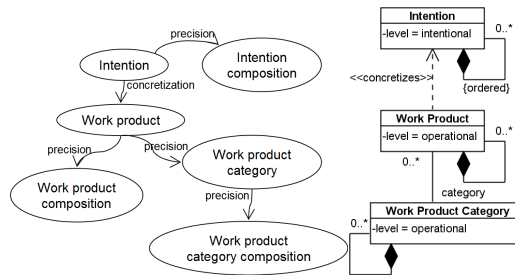 precision
Intention
Intention
composition
concretization
Work product
precision
precision
Work product
category
Work product
composition
precision
Work product
category composition
Intention
-level = intentional
0..*
{ordered}
<<concretizes>>
Work Product
-level = operational
0..*
0..*
category
Work Product Category
-level = operational
0..*